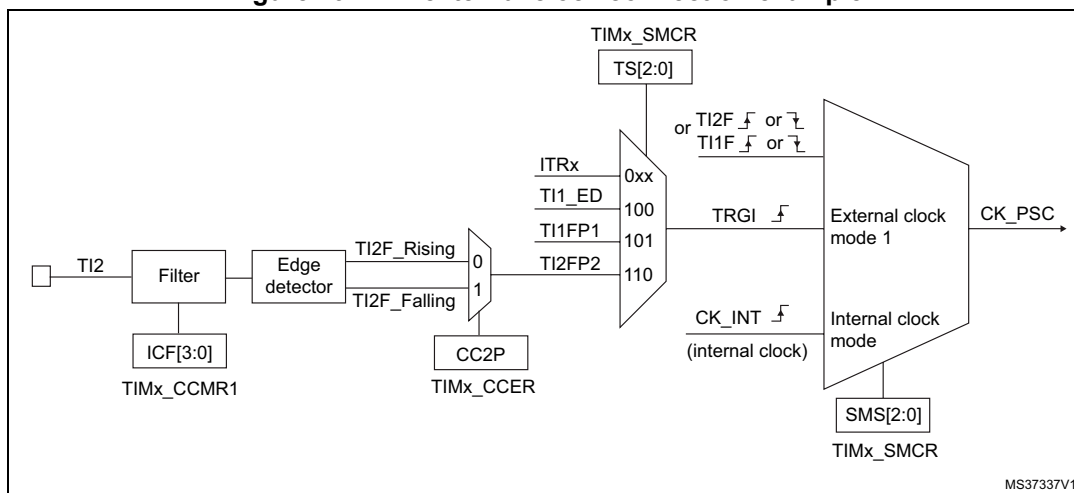 TIMx_SMCR
TS[2:0]
or TI2F or
TI1F or
ITRx
0xx
TI1_ED
100
TI1FP1
101
TI2FP2
110
TRGI
External clock
mode 1
CK_PSC
TI2
Filter
Edge
detector
TI2F_Rising
0
TI2F_Falling
1
CK_INT
(internal clock)
Internal clock
mode
ICF[3:0]
TIMx_CCMR1
CC2P
TIMx_CCER
SMS[2:0]
TIMx_SMCR
MS37337V1